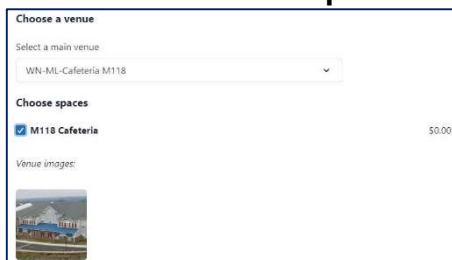 Choose a venue
Select a main venue
WN-ML-Cafeteria M118
Choose spaces
M118 Cafeteria $0.00
Venue images: